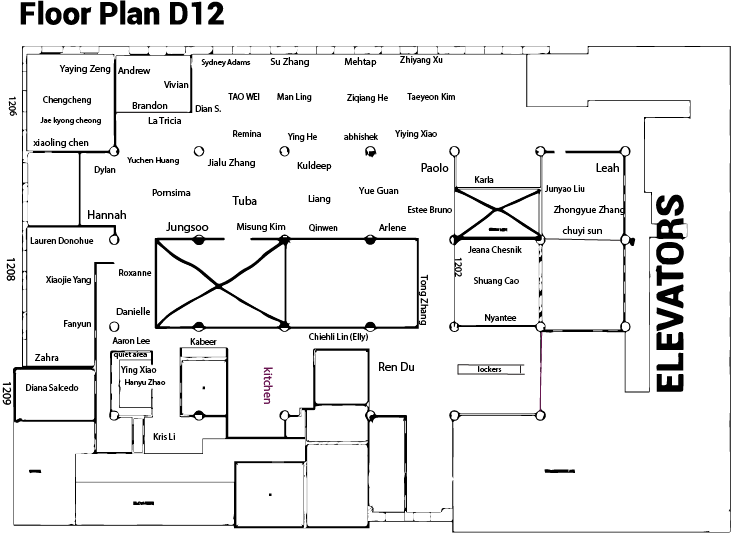 Floor Plan D12
Sydney Adams
Su Zhang
Mehtap
Zhiyang Xu
Yaying Zeng
Andrew
Vivian
Chengcheng
Brandon
Dian S.
TAO WEI
Man Ling
Ziqiang He
Taeyeon Kim
1206
Jae kyong cheong
La Tricia
xiaoling chen
Remina
Ying He
abhishek
Yiying Xiao
Dylan
Yuchen Huang
Jialu Zhang
Kuldeep
Paolo
Karla
Leah
Pornsima
Tuba
Liang
Yue Guan
Junyao Liu
Hannah
Estee Bruno
Zhongyue Zhang
Jungsoo
Misung Kim
Qinwen
Arlene
chuyi sun
Lauren Donohue
Jeana Chesnik
ELEVATORS
1208
Xiaojie Yang
Roxanne
Tong Zhang
1202
Shuang Cao
Danielle
Fanyun
Nyantee
Aaron Lee
Kabeer
Chiehli Lin (Elly)
Zahra
quiet area
Ying Xiao
Hanyu Zhao
kitchen
Ren Du
lockers
1209
Diana Salcedo
Kris Li